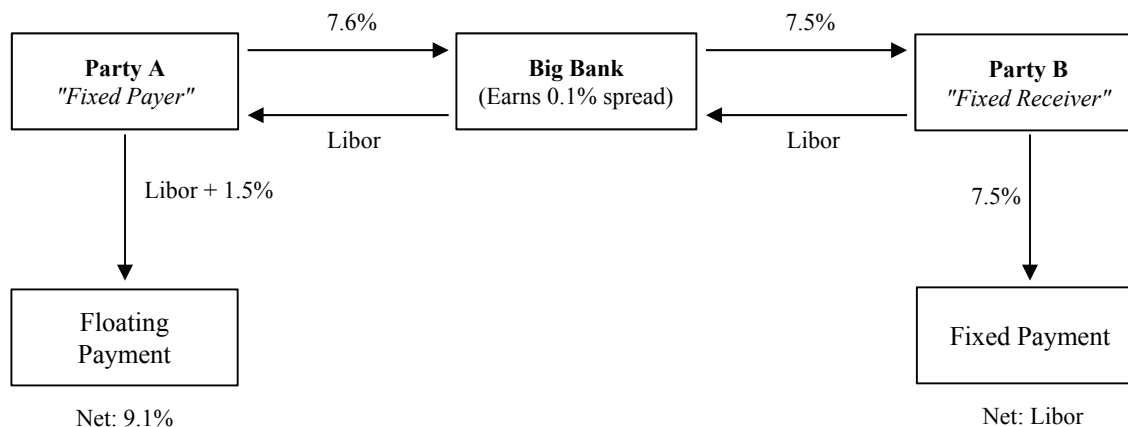 7.6%
7.5%
Party A
"Fixed Payer"
Big Bank
(Earns 0.1% spread)
Party B
"Fixed Receiver"
Libor
Libor
Libor + 1.5%
7.5%
Floating
Payment
Fixed Payment
Net: 9.1%
Net: Libor